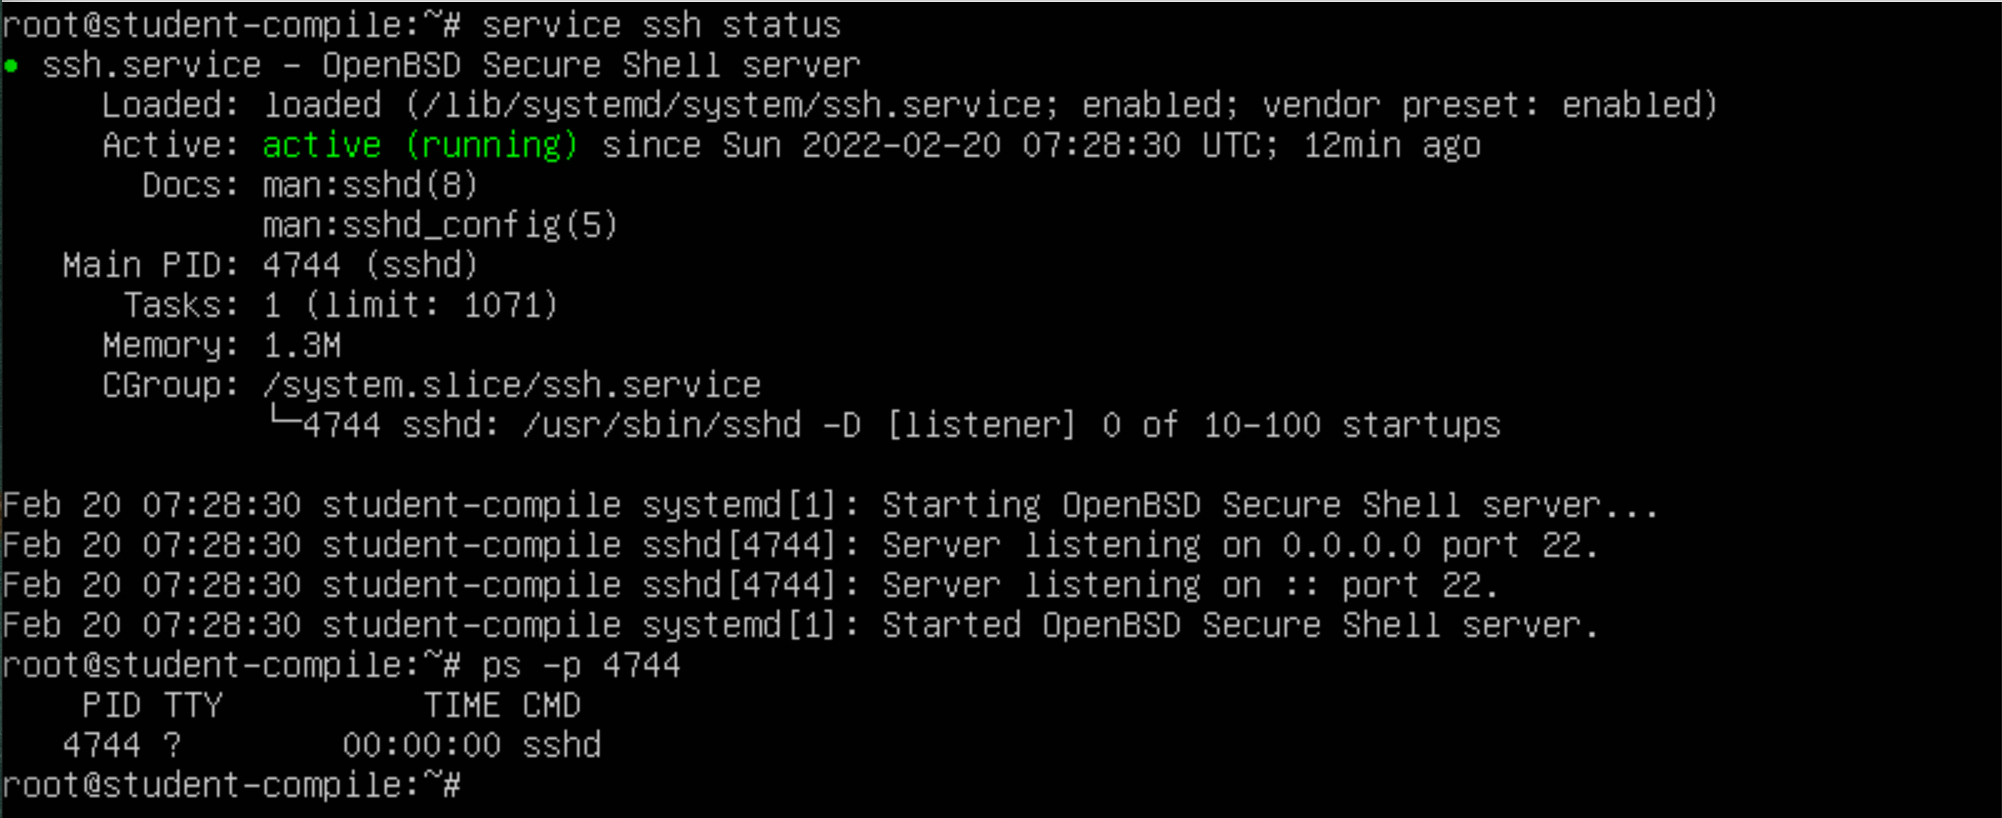 root@student-compile:~# service ssh status
● ssh.service - OpenBSD Secure Shell server
     Loaded: loaded (/lib/systemd/system/ssh.service; enabled; vendor preset: enabled)
     Active: active (running) since Sun 2022-02-20 07:28:30 UTC; 12min ago
       Docs: man:sshd(8)
             man:sshd_config(5)
   Main PID: 4744 (sshd)
      Tasks: 1 (limit: 1071)
     Memory: 1.3M
     CGroup: /system.slice/ssh.service
             └─4744 sshd: /usr/sbin/sshd -D [listener] 0 of 10-100 startups
Feb 20 07:28:30 student-compile systemd[1]: Starting OpenBSD Secure Shell server...
Feb 20 07:28:30 student-compile sshd[4744]: Server listening on 0.0.0.0 port 22.
Feb 20 07:28:30 student-compile sshd[4744]: Server listening on :: port 22.
Feb 20 07:28:30 student-compile systemd[1]: Started OpenBSD Secure Shell server.
root@student-compile:~# ps -p 4744
    PID TTY          TIME CMD
   4744 ?        00:00:00 sshd
root@student-compile:~#